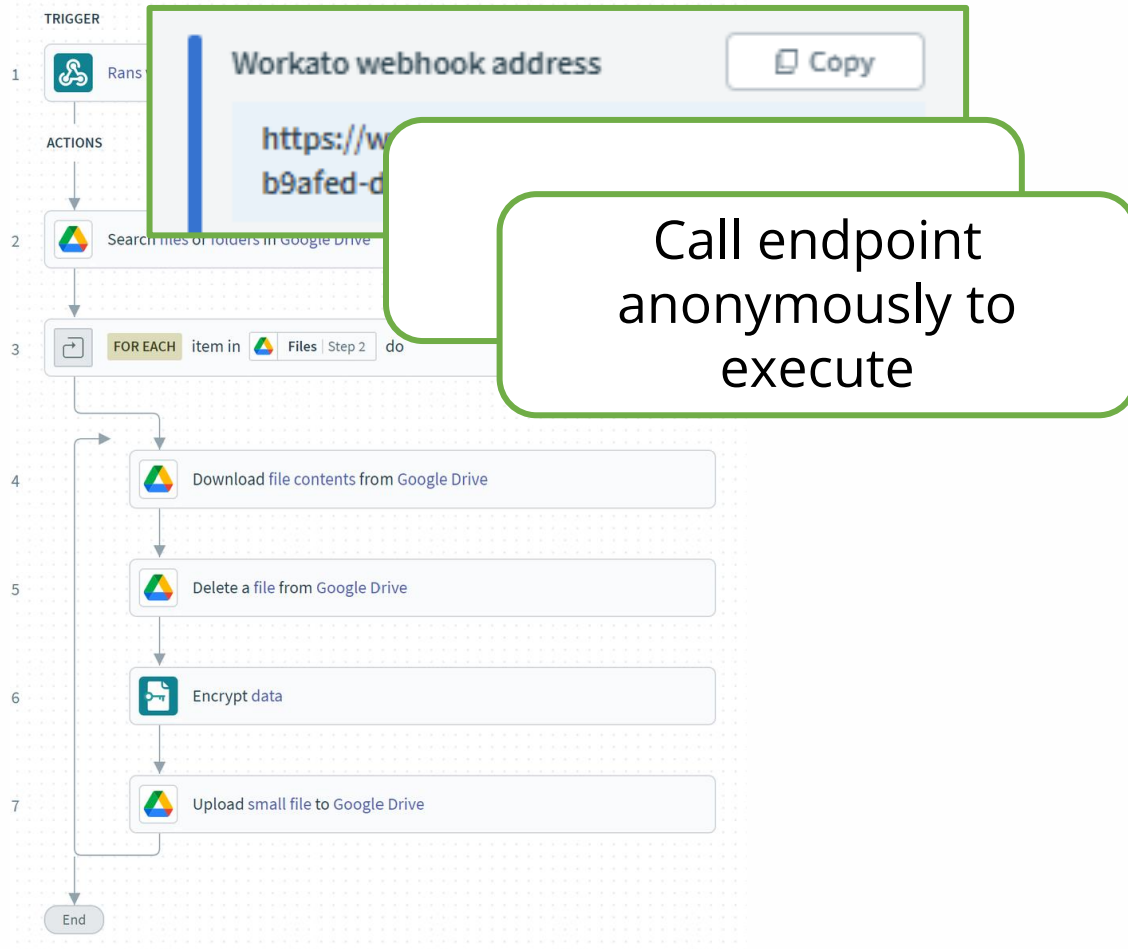 TRIGGER
1
Rans
Workato webhook address
Copy
https://w
b9afed-d
ACTIONS
2
Search files or folders in Google Drive
Call endpoint
anonymously to
execute
3
FOR EACH item in Files | Step 2 do
4
Download file contents from Google Drive
5
Delete a file from Google Drive
6
Encrypt data
7
Upload small file to Google Drive
End